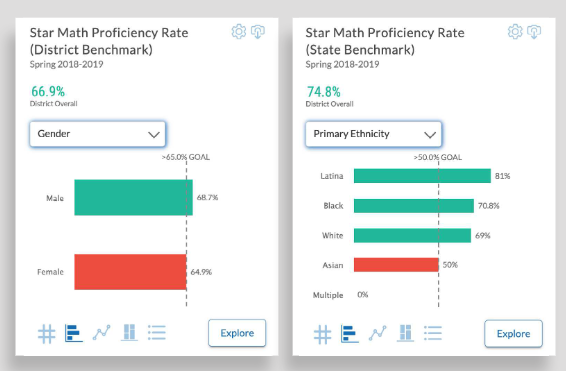 Star Math Proficiency Rate
(District Benchmark)
Spring 2018-2019
66.9%
District Overall
Gender
>65.0% GOAL
Male
68.7%
Female
64.9%
Explore
Star Math Proficiency Rate
(State Benchmark)
Spring 2018-2019
74.8%
District Overall
Primary Ethnicity
>50.0% GOAL
Latina
81%
Black
70.8%
White
69%
Asian
50%
Multiple
0%
Explore